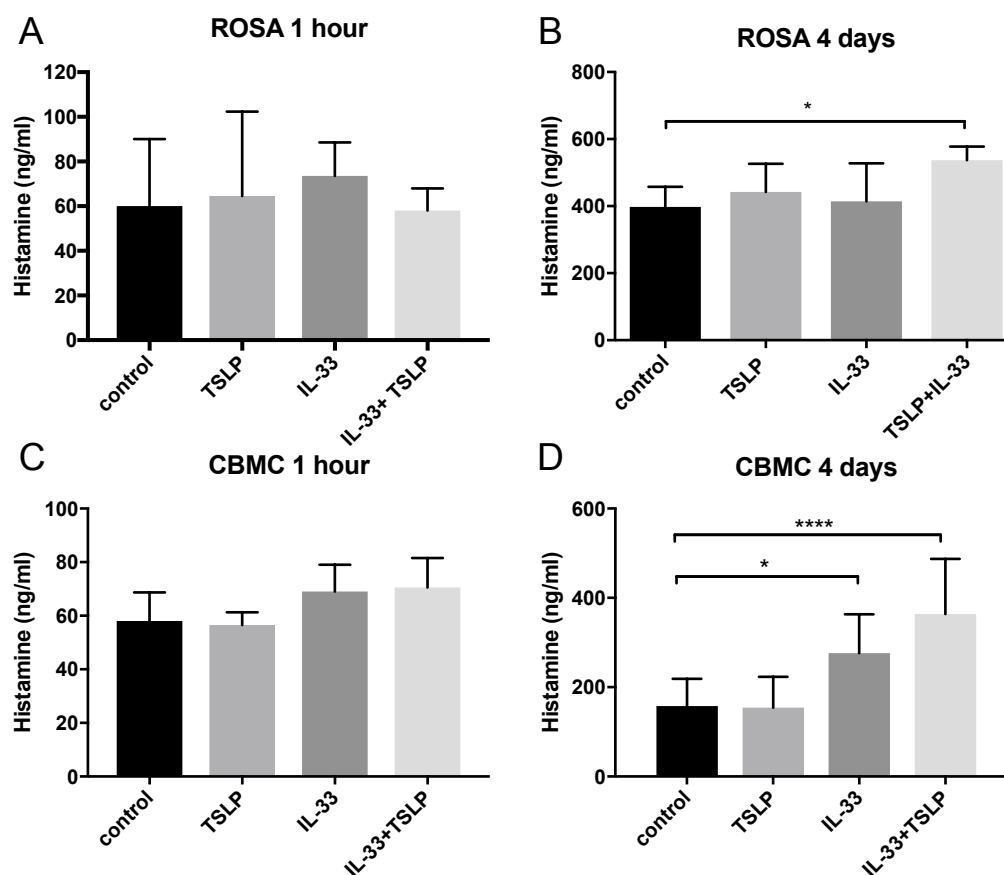 A
ROSA 1 hour
Histamine (ng/ml)
120
100
80
60
40
20
0
control
TSLP
IL-33
IL-33+ TSLP
B
ROSA 4 days
Histamine (ng/ml)
800
600
400
200
0
*
control
TSLP
IL-33
TSLP+IL-33
C
CBMC 1 hour
Histamine (ng/ml)
100
80
60
40
20
0
control
TSLP
IL-33
IL-33+TSLP
D
CBMC 4 days
Histamine (ng/ml)
600
400
200
0
****
*
control
TSLP
IL-33
IL-33+TSLP